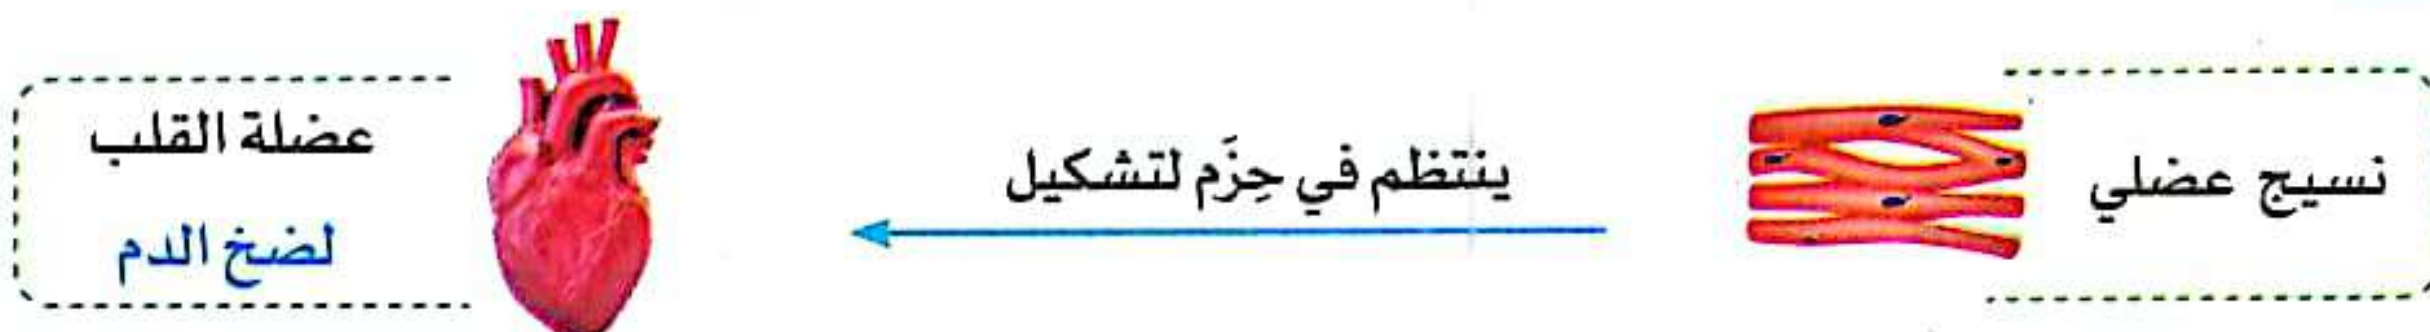 نسيج عضلي
ينتظم في حِزَم لتشكيل
عضلة القلب
لضخ الدم